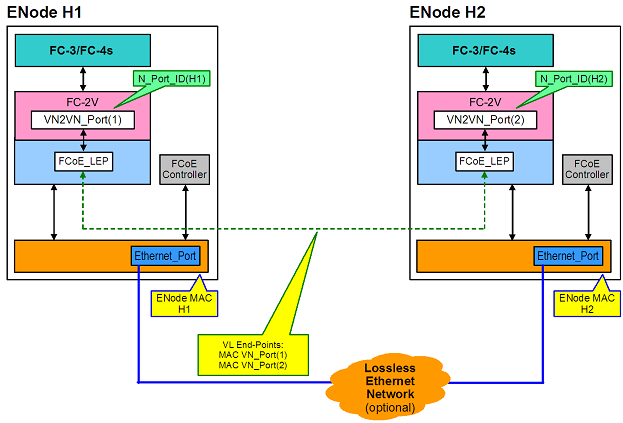 ENode H1
ENode H2
FC-3/FC-4s
FC-3/FC-4s
N_Port_ID(H1)
N_Port_ID(H2)
FC-2V
FC-2V
VN2VN_Port(1)
VN2VN_Port(2)
FCoE_LEP
FCoE
Controller
FCoE_LEP
FCoE
Controller
Ethernet_Port
Ethernet_Port
ENode MAC
H1
ENode MAC
H2
VL End-Points:
MAC VN_Port(1)
MAC VN_Port(2)
Lossless
Ethernet
Network
(optional)